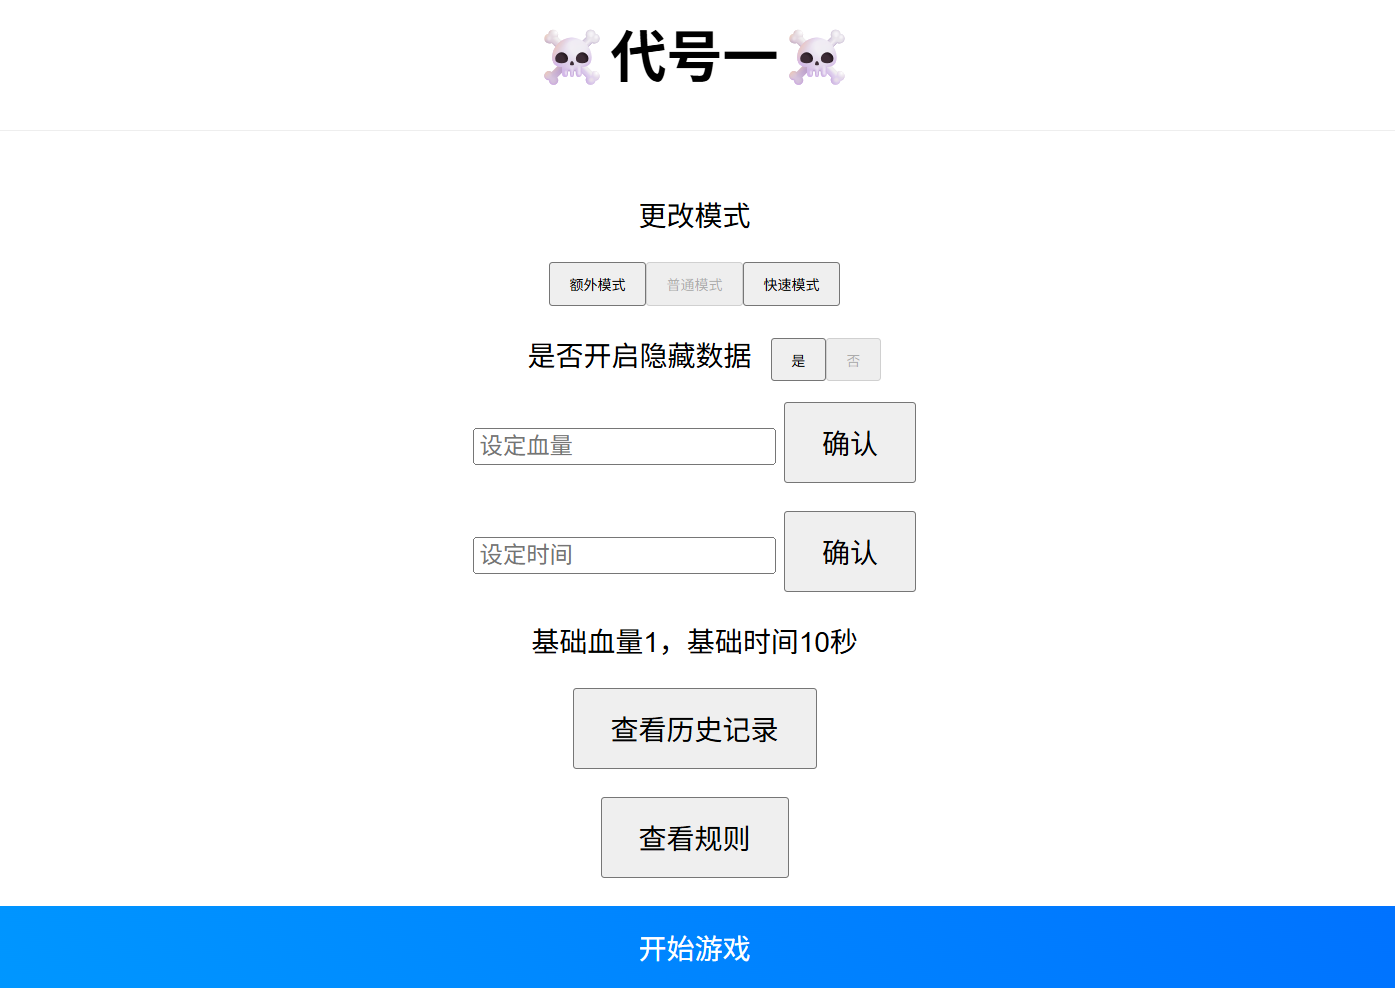 ☠️代号一☠️
更改模式
额外模式 普通模式 快速模式
是否开启隐藏数据 是 否
设定血量 确认
设定时间 确认
基础血量1，基础时间10秒
查看历史记录
查看规则
开始游戏